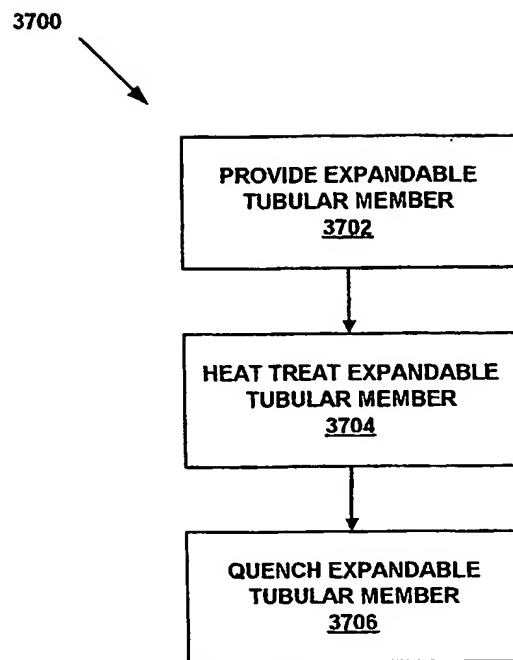 3700
PROVIDE EXPANDABLE
TUBULAR MEMBER
3702
HEAT TREAT EXPANDABLE
TUBULAR MEMBER
3704
QUENCH EXPANDABLE
TUBULAR MEMBER
3706